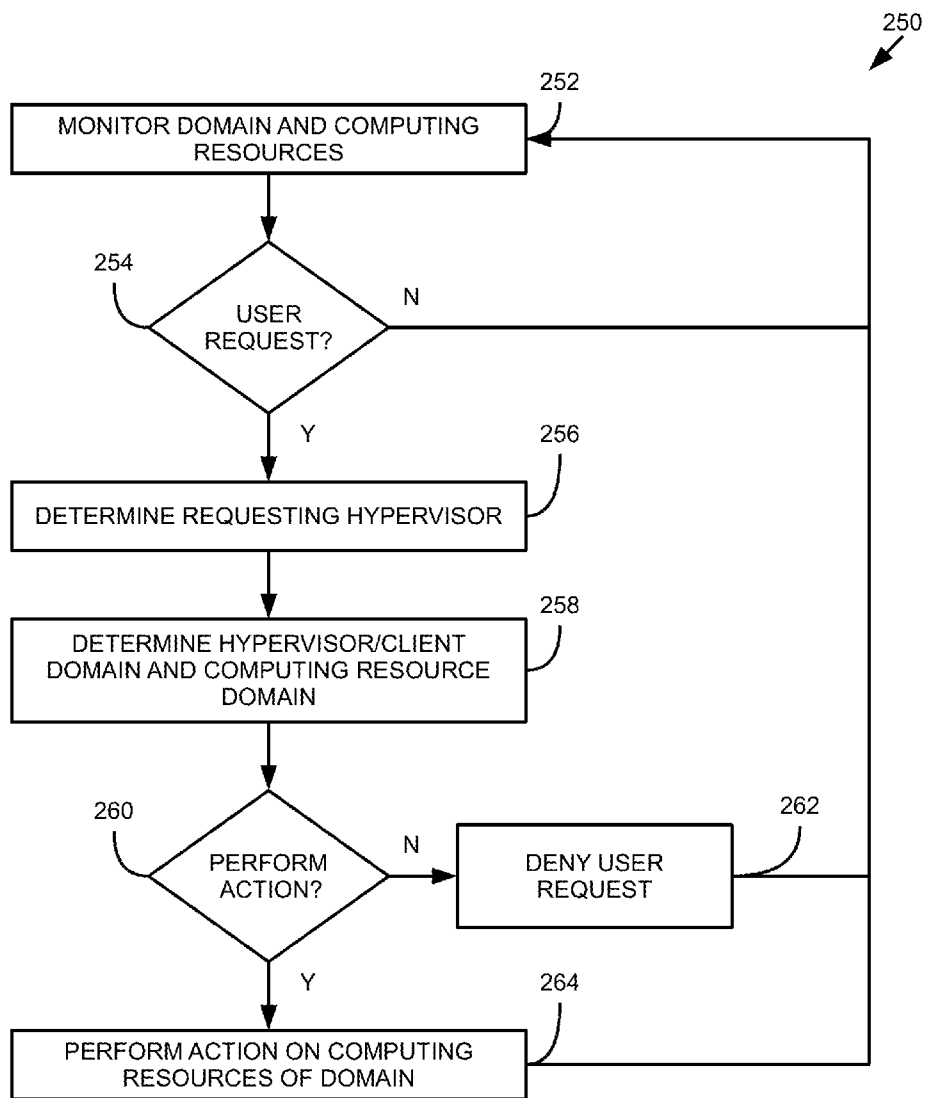 250
252
MONITOR DOMAIN AND COMPUTING
RESOURCES
254
USER
REQUEST?
N
Y
256
DETERMINE REQUESTING HYPERVISOR
258
DETERMINE HYPERVISOR/CLIENT
DOMAIN AND COMPUTING RESOURCE
DOMAIN
260
PERFORM
ACTION?
N
262
DENY USER
REQUEST
Y
264
PERFORM ACTION ON COMPUTING
RESOURCES OF DOMAIN